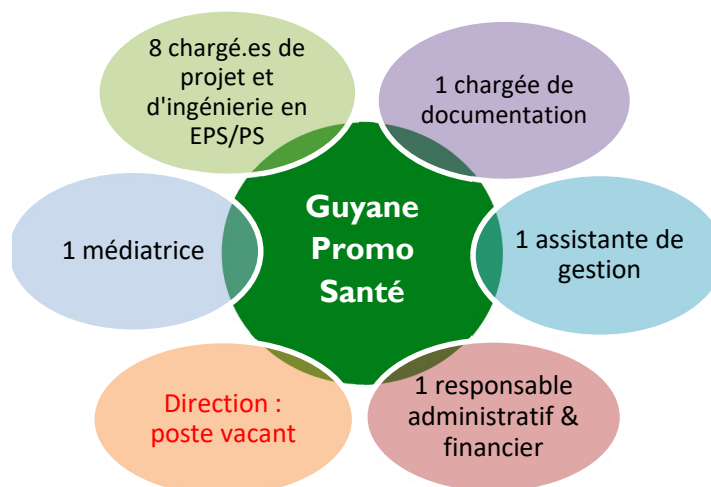 8 chargé.es de
projet et
d'ingénierie en
EPS/PS
1 chargée de
documentation
Guyane
Promo
Santé
1 médiatrice
1 assistante de
gestion
Direction :
poste vacant
1 responsable
administratif &
financier